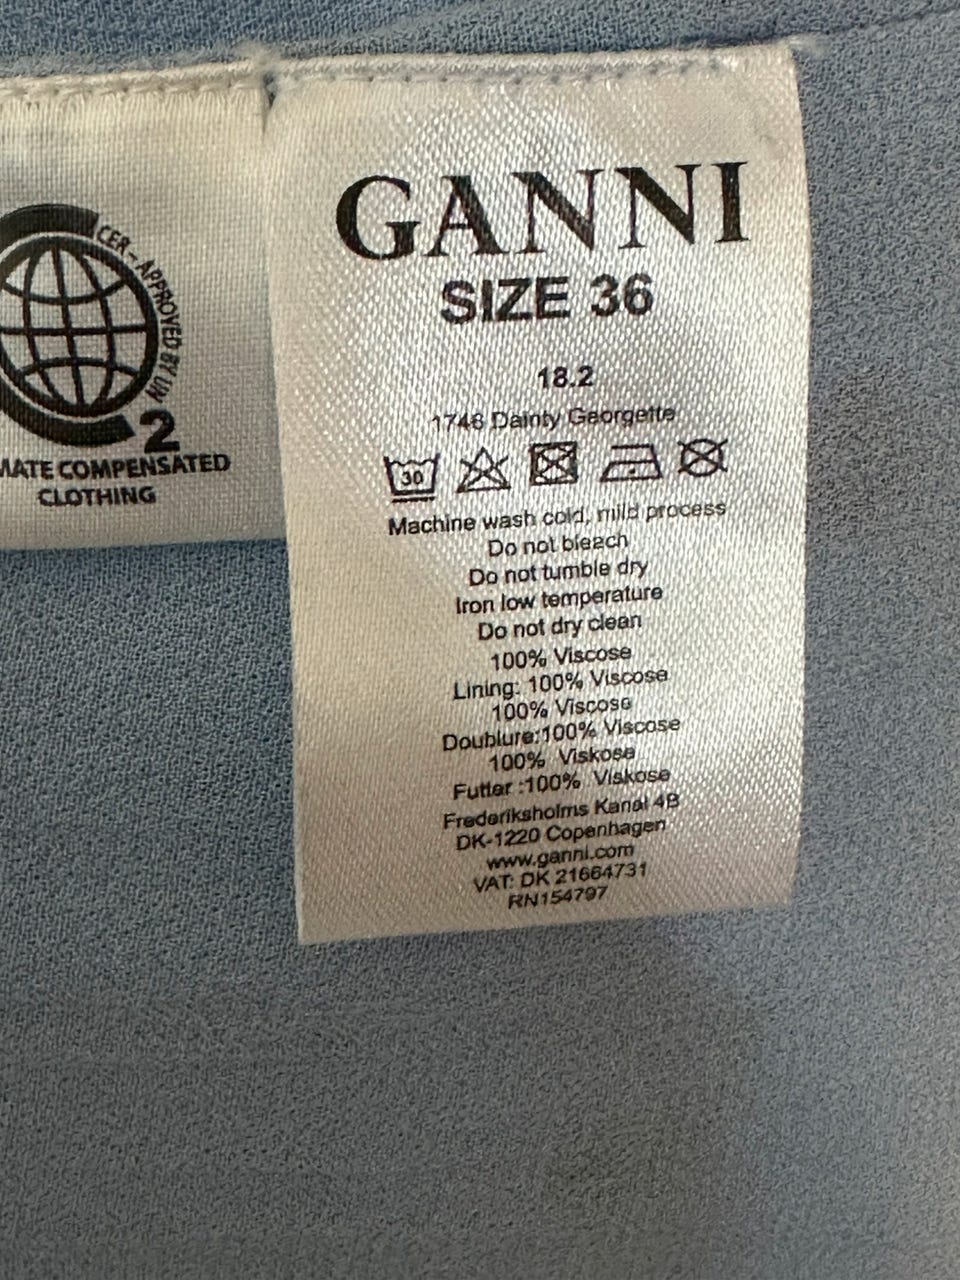 CER-APPROVED BY UN
2
MATE COMPENSATED
CLOTHING
GANNI
SIZE 36
18.2
1746 Dainty Georgette
30
Machine wash cold, mild process
Do not bleach
Do not tumble dry
Iron low temperature
Do not dry clean
100% Viscose
Lining: 100% Viscose
100% Viscose
Doublure:100% Viscose
100% Viskose
Futter :100% Viskose
Frederiksholms Kanal 4B
DK-1220 Copenhagen
www.ganni.com
VAT: DK 21664731
RN154797